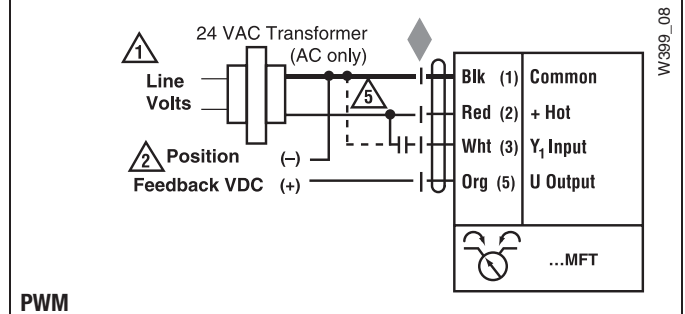 24 VAC Transformer
(AC only)
W399_08
1
Line
Volts
5
Blk (1) Common
Red (2) + Hot
Wht (3) Y1 Input
Org (5) U Output
2 Position (–)
Feedback VDC (+)
...MFT
PWM